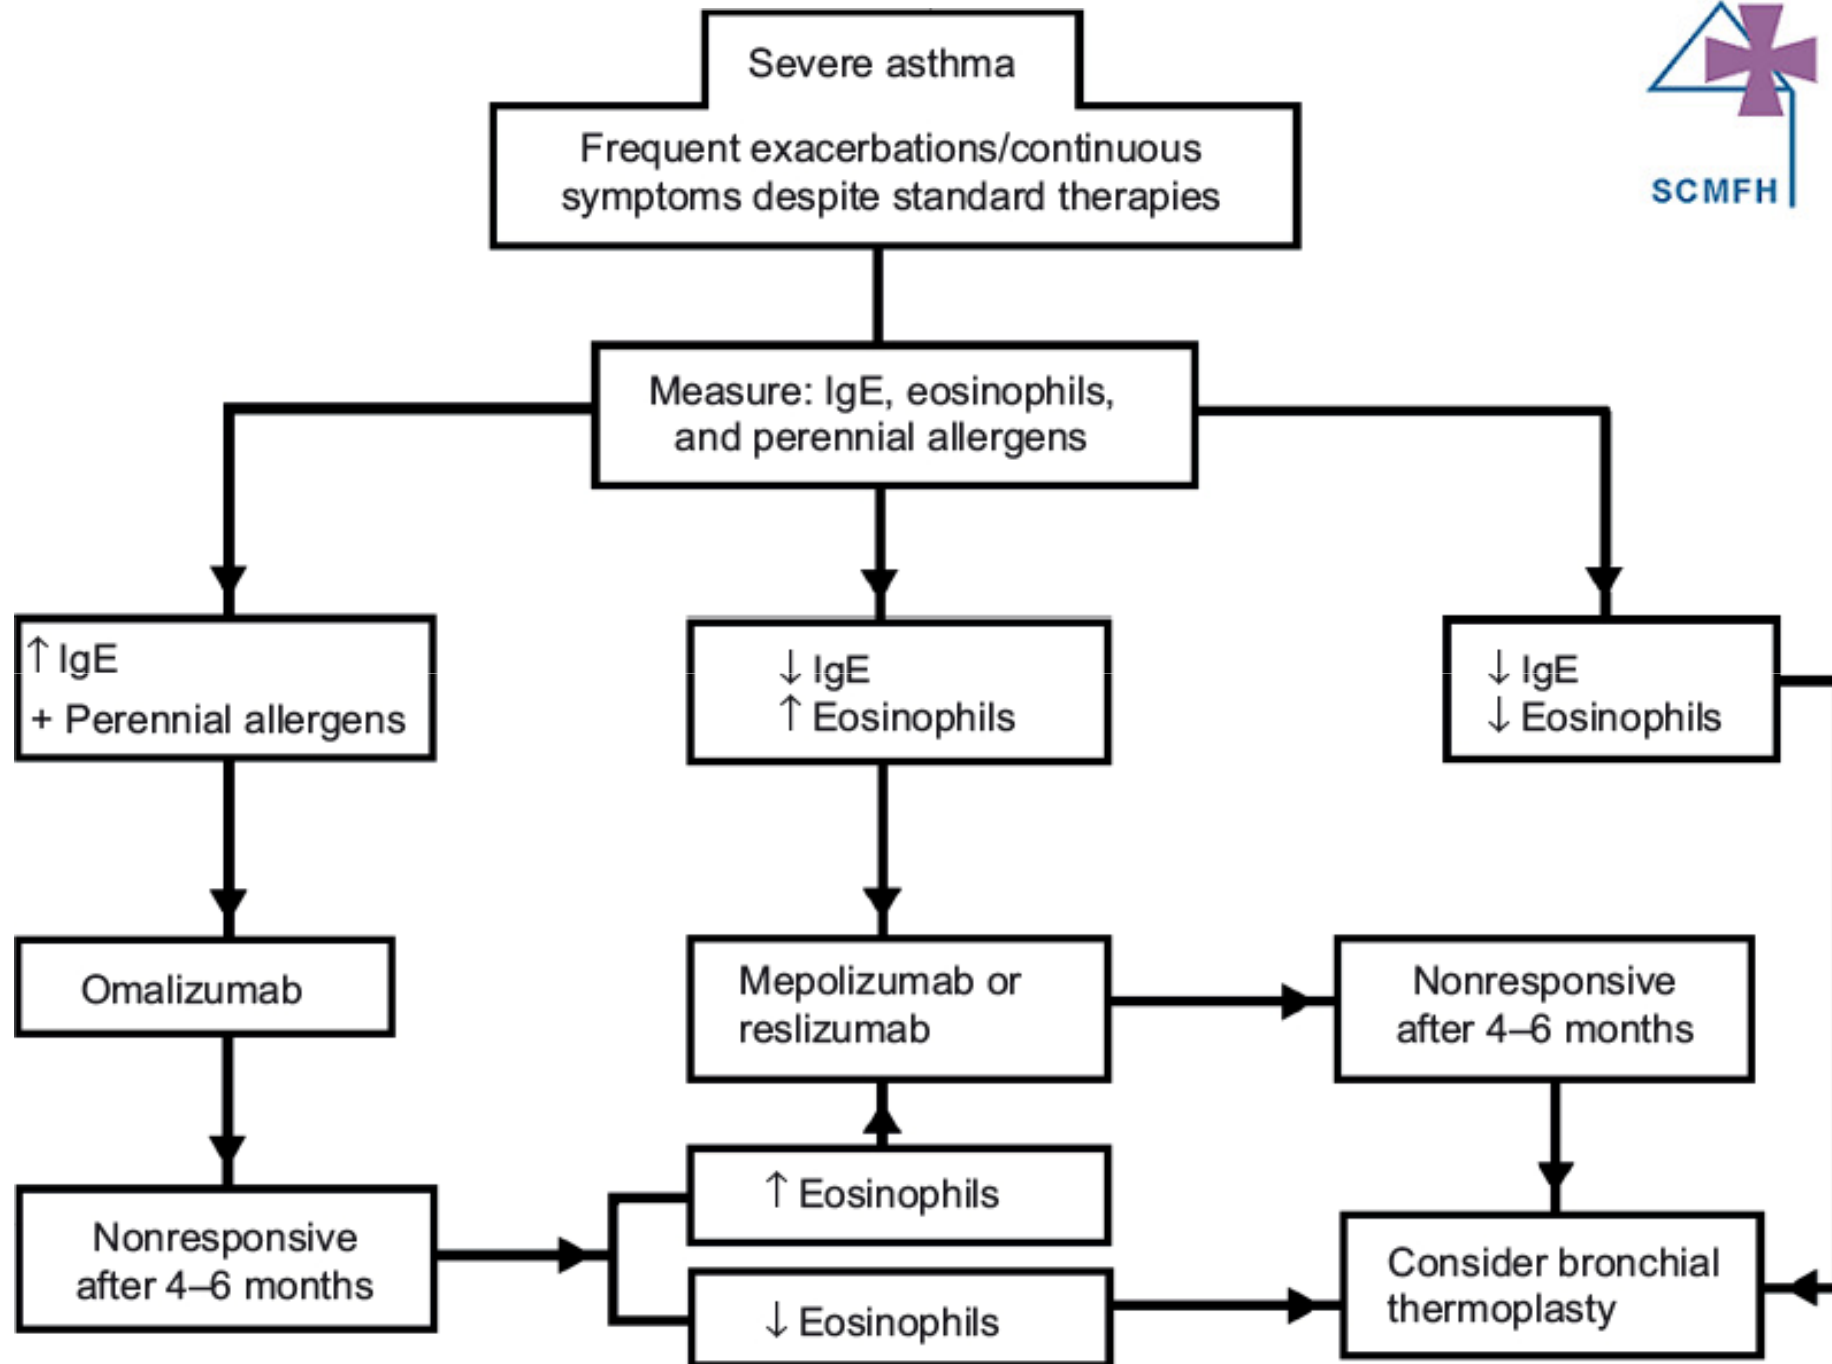 Severe asthma
Frequent exacerbations/continuous
symptoms despite standard therapies
SCMFH
Measure: IgE, eosinophils,
and perennial allergens
↑ IgE
+ Perennial allergens
↓ IgE
↑ Eosinophils
↓ IgE
↓ Eosinophils
Omalizumab
Mepolizumab or
reslizumab
Nonresponsive
after 4–6 months
Nonresponsive
after 4–6 months
↑ Eosinophils
↓ Eosinophils
Consider bronchial
thermoplasty